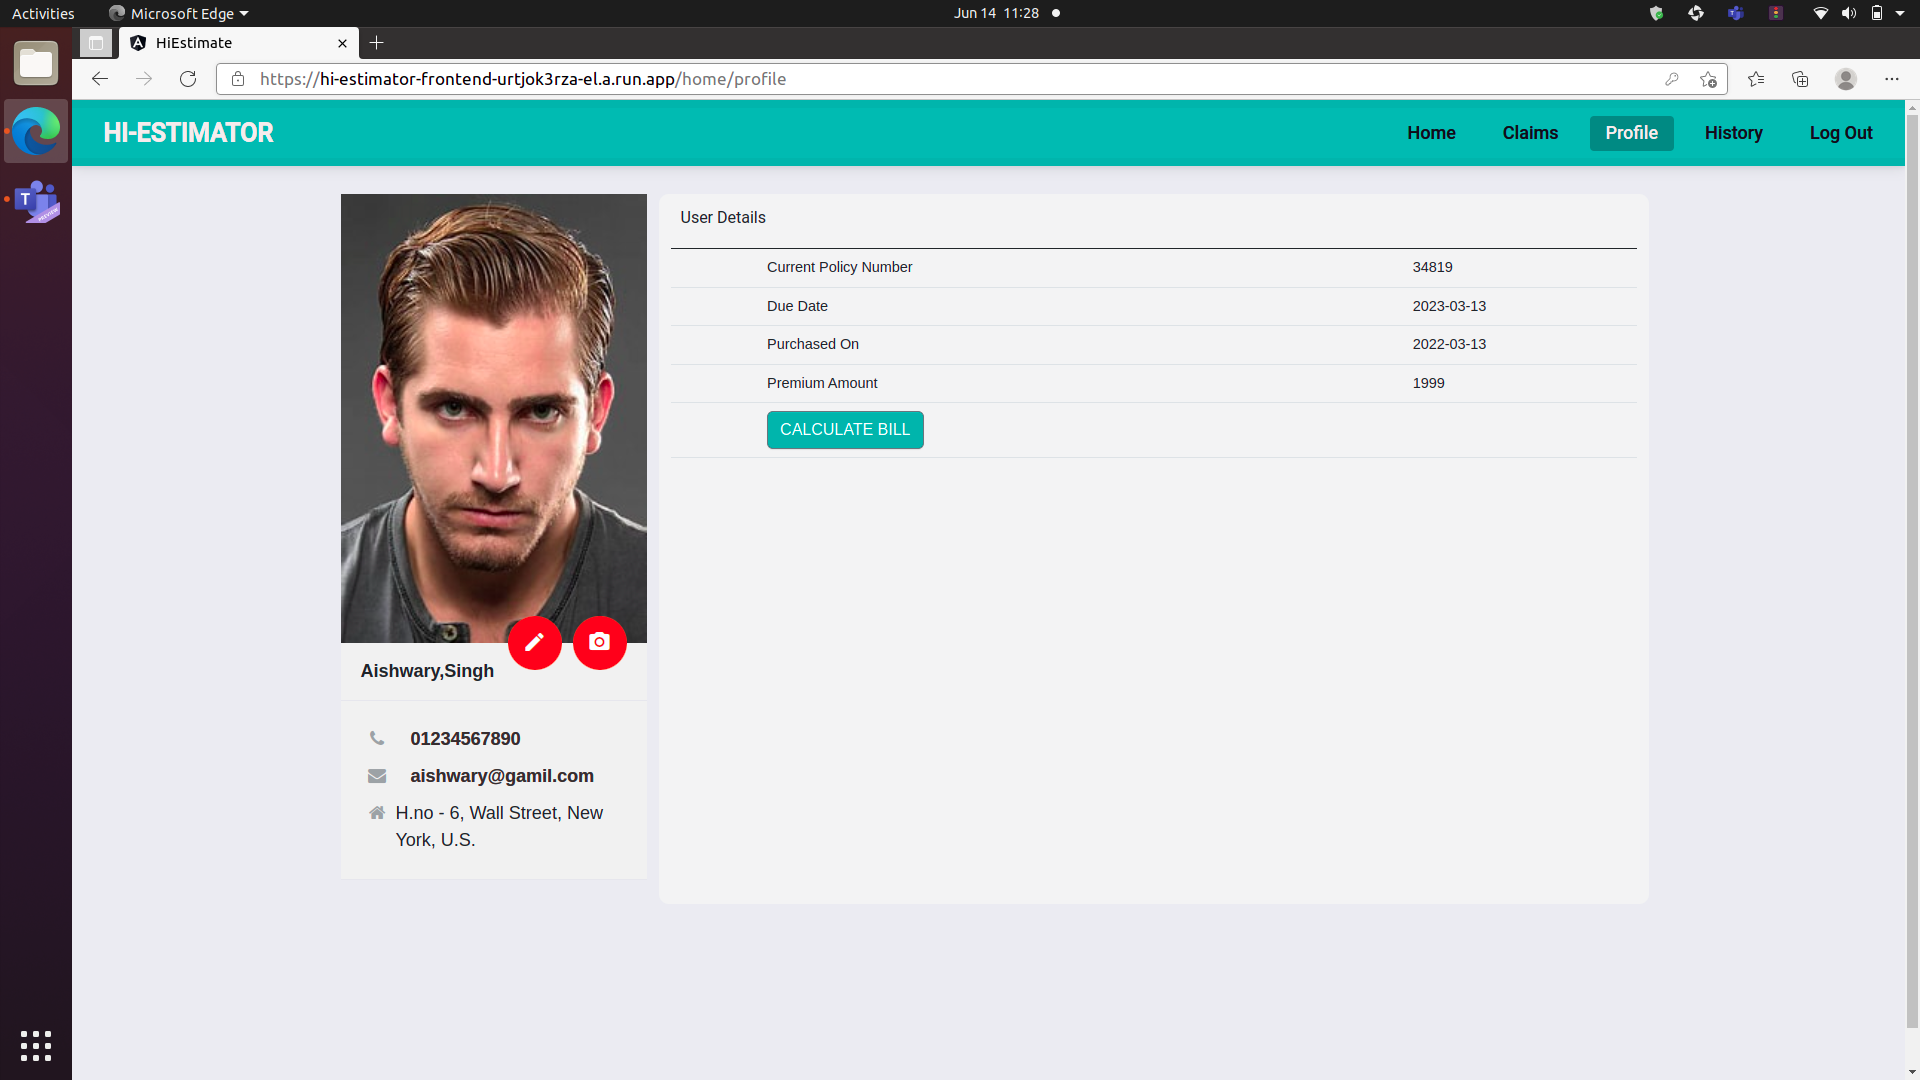 Activities
Microsoft Edge
Jun 14 11:28
HiEstimate
https://hi-estimator-frontend-urtjok3rza-el.a.run.app/home/profile
HI-ESTIMATOR
Home
Claims
Profile
History
Log Out
User Details
Current Policy Number 34819
Due Date 2023-03-13
Purchased On 2022-03-13
Premium Amount 1999
CALCULATE BILL
Aishwary,Singh
01234567890
aishwary@gamil.com
H.no - 6, Wall Street, New
York, U.S.